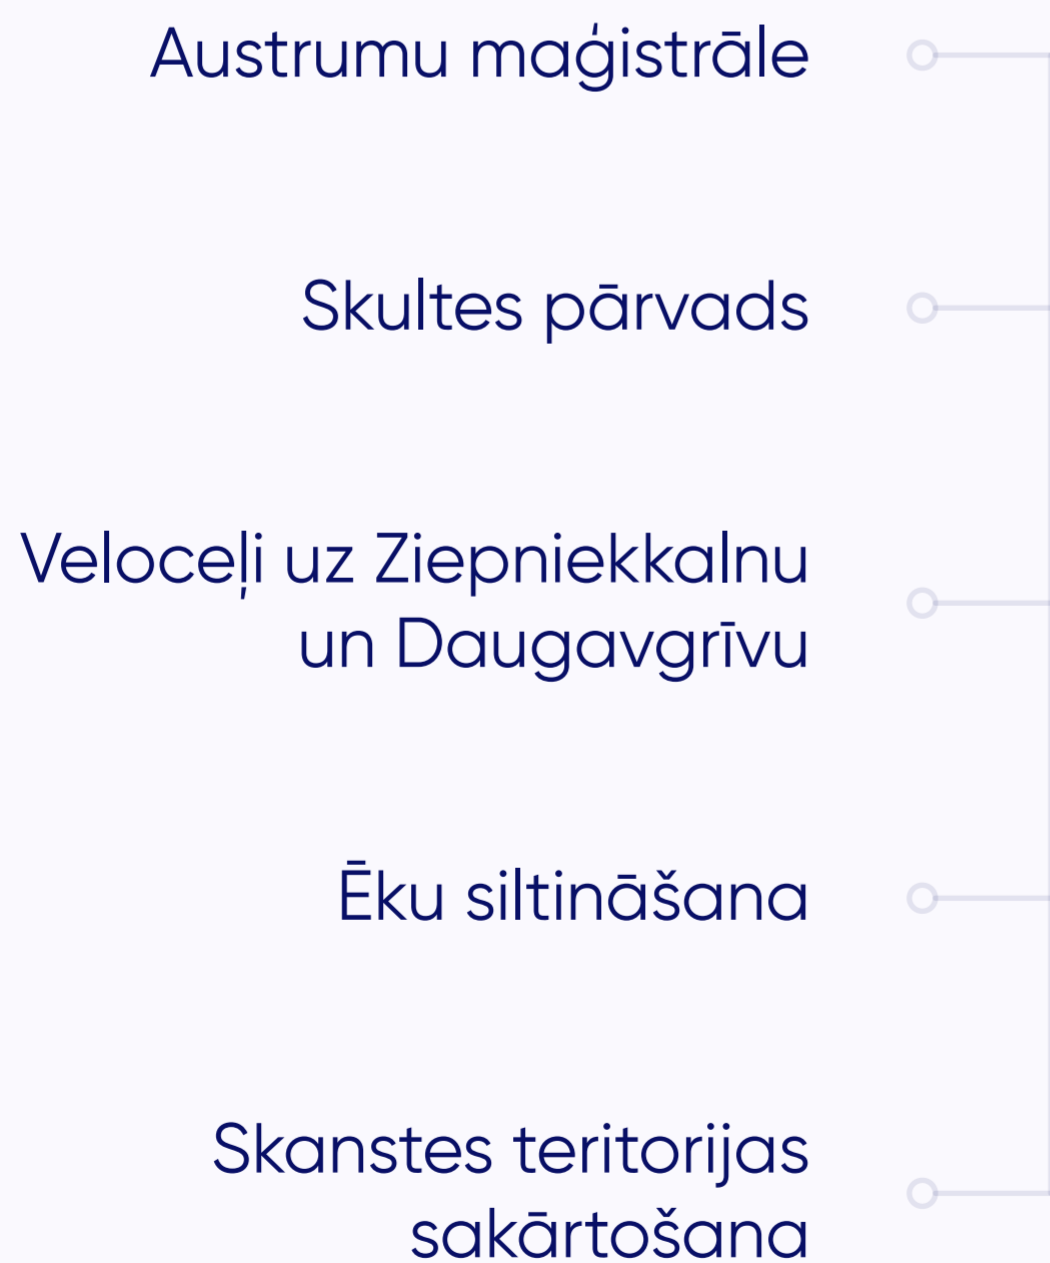 Austrumu maģistrāle
Skultes pārvads
Veloceļi uz Ziepniekkalnu
un Daugavgrīvu
Ēku siltināšana
Skanstes teritorijas
sakārtošana